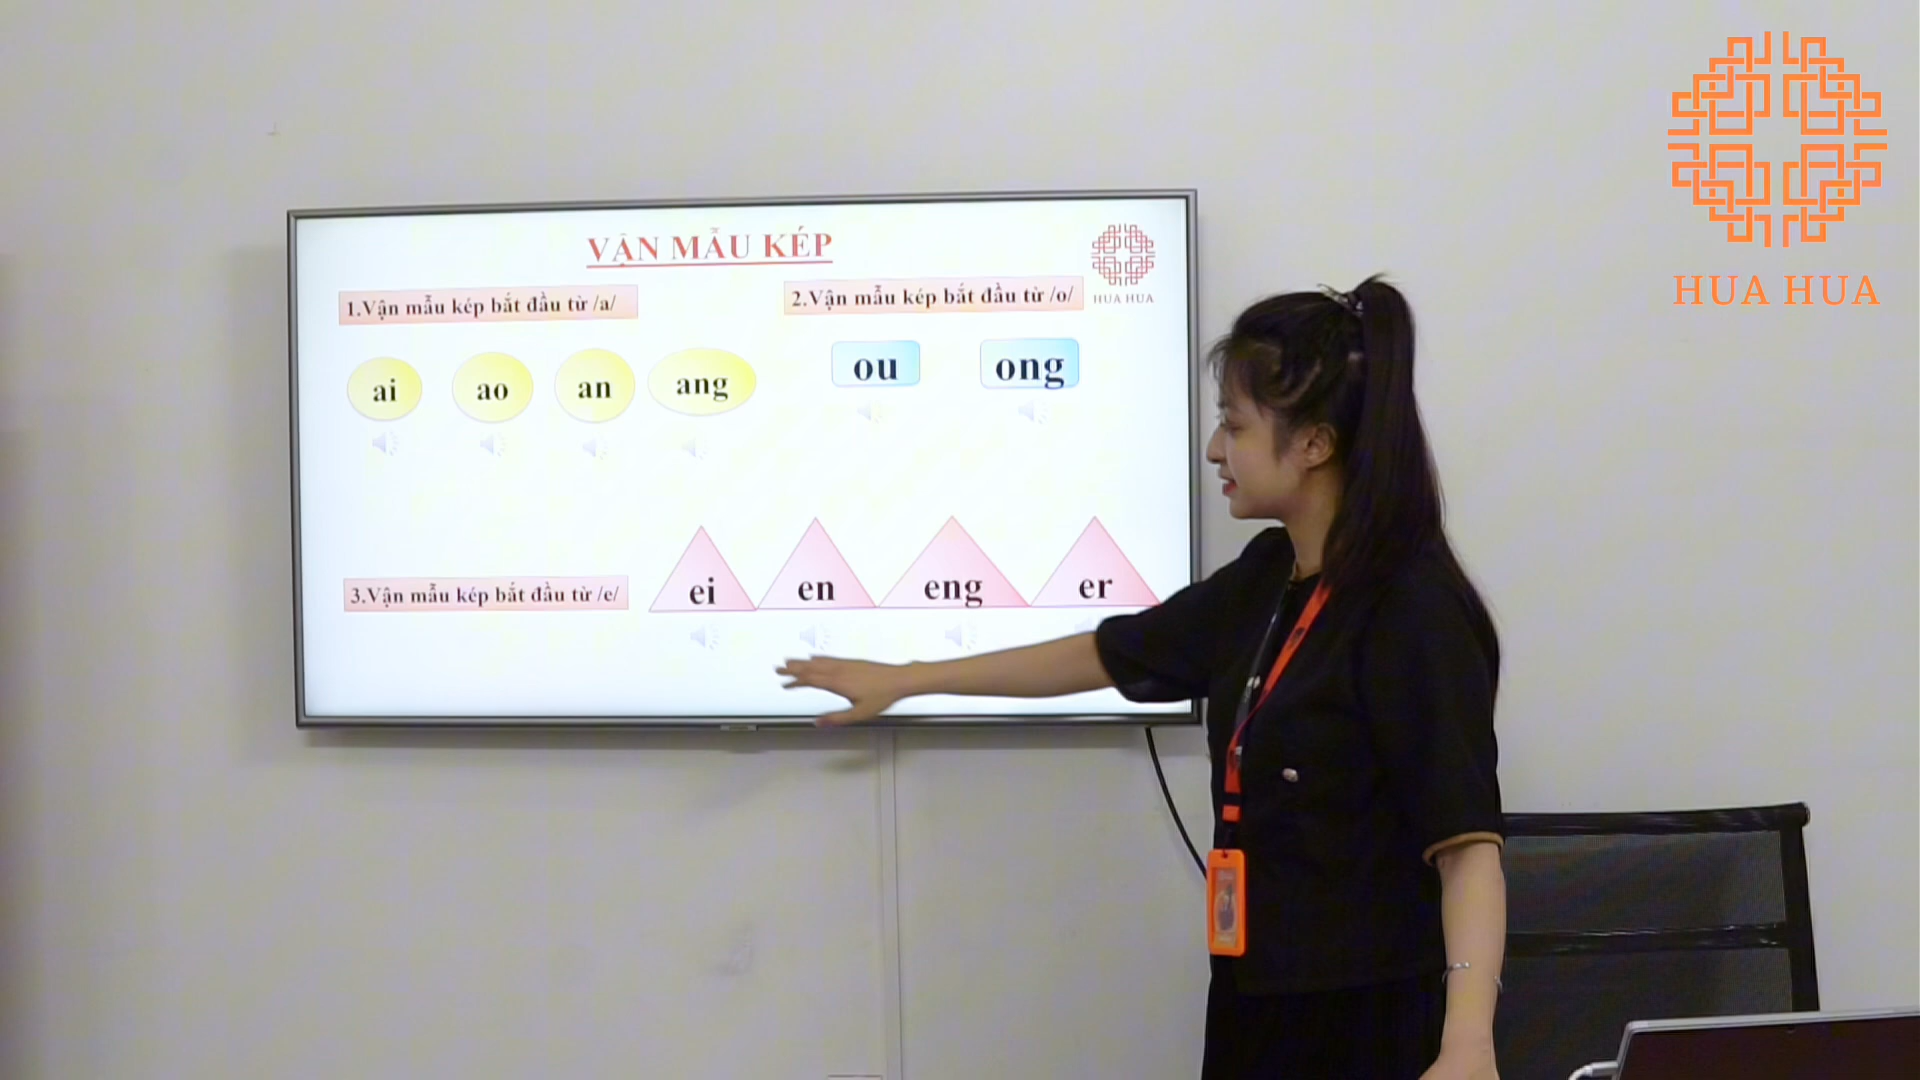 VẬN MẪU KÉP
HUA HUA
1.Vận mẫu kép bắt đầu từ /a/
2.Vận mẫu kép bắt đầu từ /o/
ai ao an ang
ou ong
3.Vận mẫu kép bắt đầu từ /e/
ei en eng er
HUA HUA